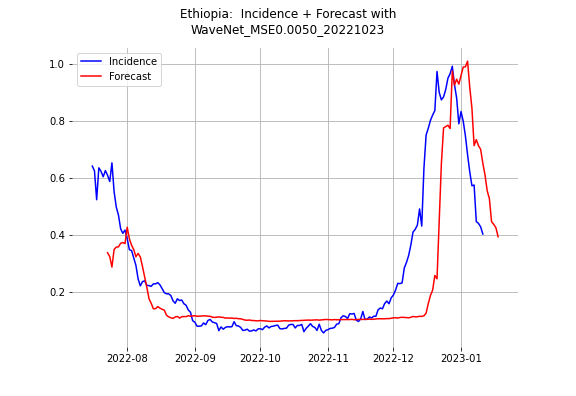 Ethiopia:  Incidence + Forecast with
WaveNet_MSE0.0050_20221023
Incidence
Forecast
1.0
0.8
0.6
0.4
0.2
2022-08
2022-09
2022-10
2022-11
2022-12
2023-01